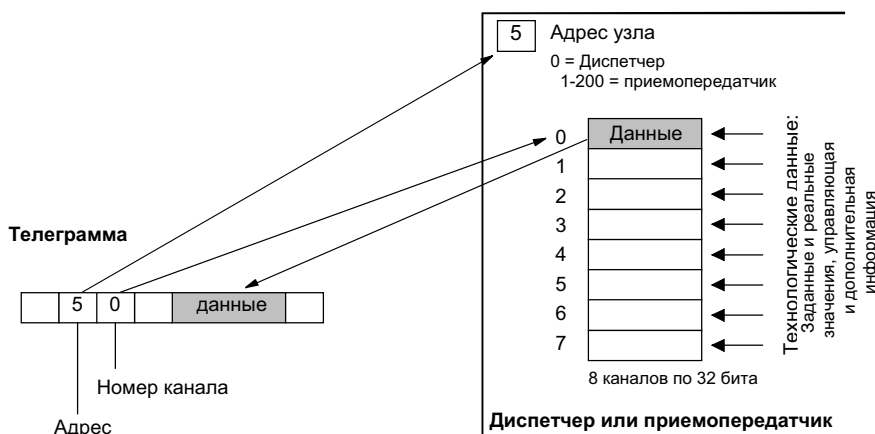 5 Адрес узла
0 = Диспетчер
1-200 = приемопередатчик
0 Данные
1
2
3
4
5
6
7
8 каналов по 32 бита
Технологические данные:
Заданные и реальные
значения, управляющая
и дополнительная
информация
Диспетчер или приемопередатчик
Телеграмма
5 0 данные
Номер канала
Адрес